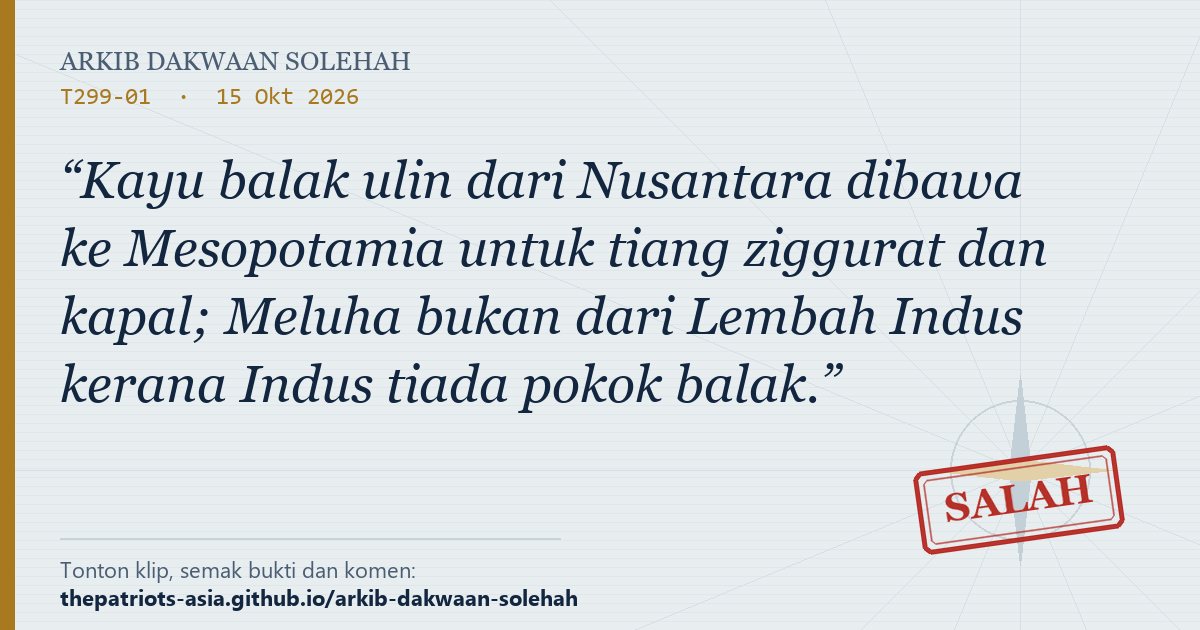 ARKIB DAKWAAN SOLEHAH
T299-01 · 15 Okt 2026
“Kayu balak ulin dari Nusantara dibawa
ke Mesopotamia untuk tiang ziggurat dan
kapal; Meluha bukan dari Lembah Indus
kerana Indus tiada pokok balak.”
SALAH
Tonton klip, semak bukti dan komen:
thepatriots-asia.github.io/arkib-dakwaan-solehah